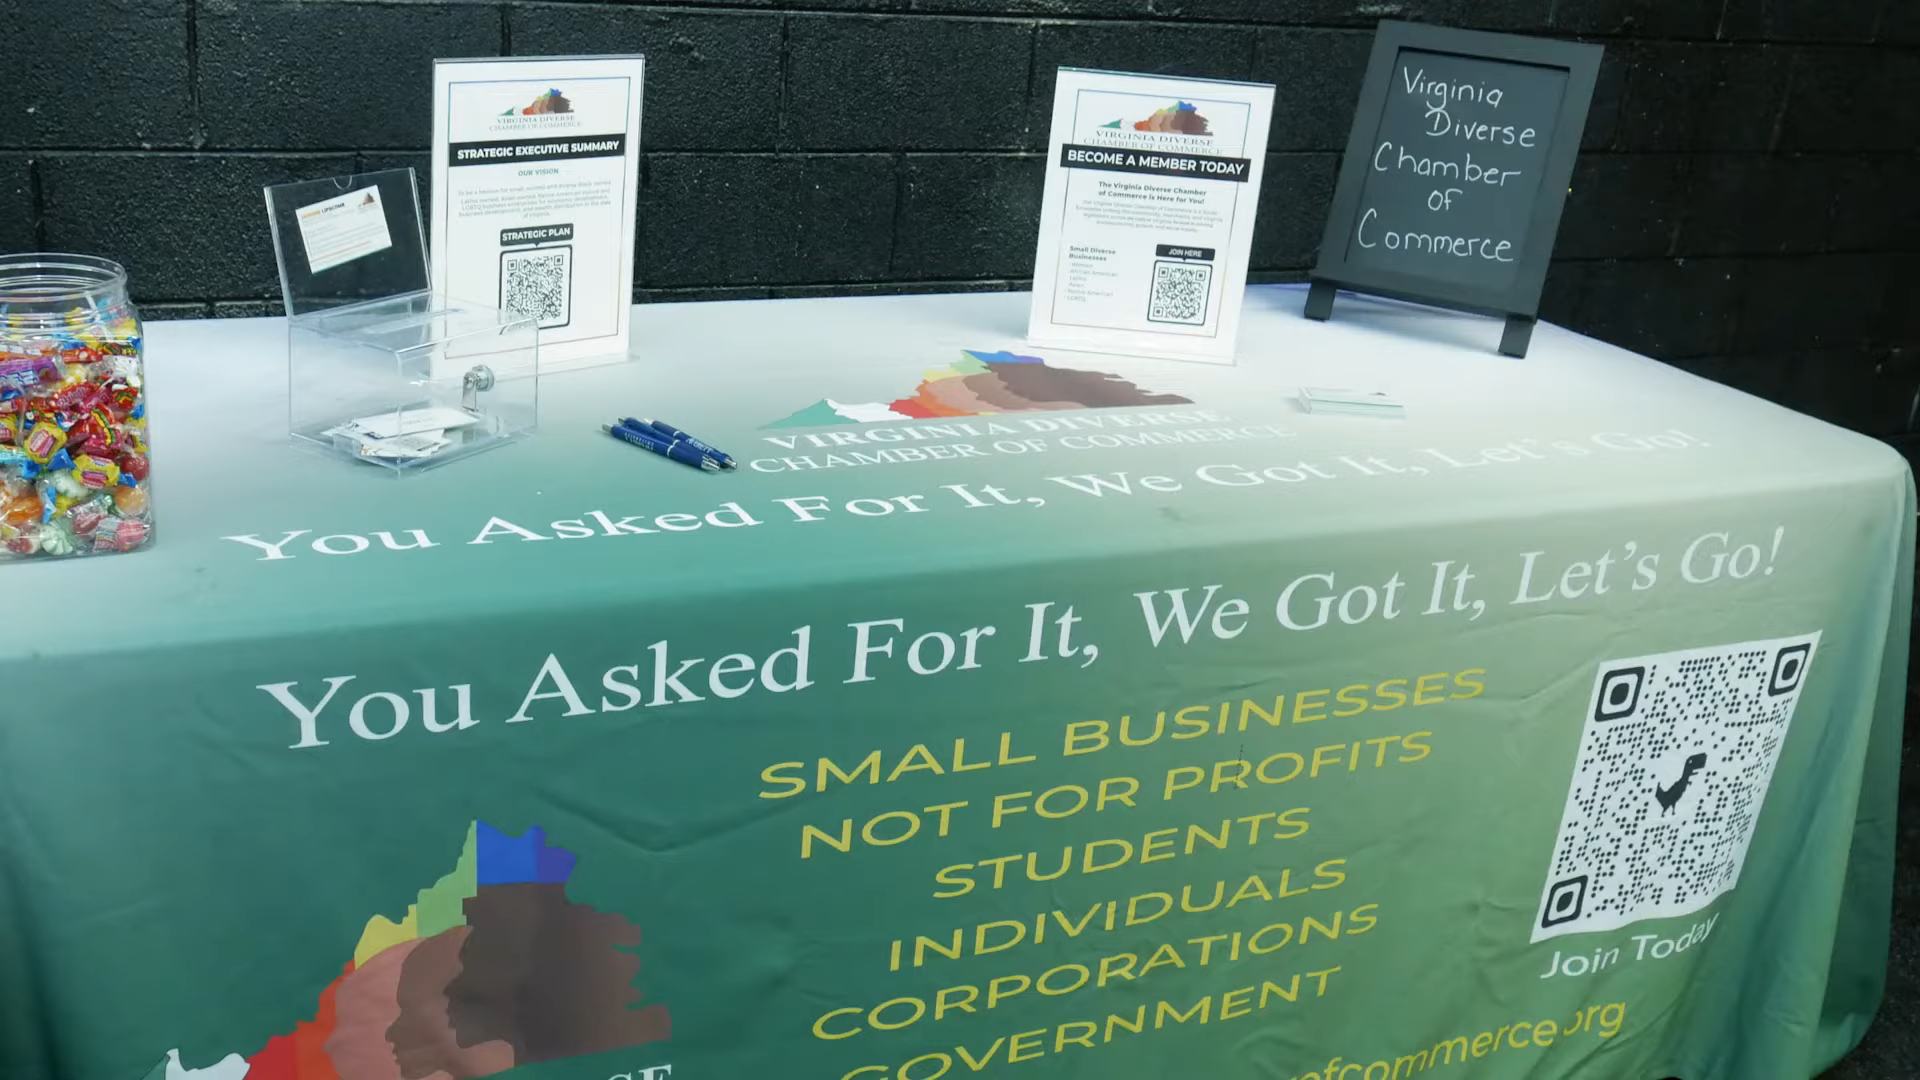 VIRGINIA DIVERSE
CHAMBER OF COMMERCE
STRATEGIC EXECUTIVE SUMMARY
OUR VISION
STRATEGIC PLAN
VIRGINIA DIVERSE
CHAMBER OF COMMERCE
BECOME A MEMBER TODAY
The Virginia Diverse Chamber
of Commerce is Here for You!
Small Diverse
Businesses
JOIN HERE
Virginia
Diverse
Chamber
of
Commerce
VIRGINIA DIVERSE
CHAMBER OF COMMERCE
You Asked For It, We Got It, Let's Go!
You Asked For It, We Got It, Let's Go!
SMALL BUSINESSES
NOT FOR PROFITS
STUDENTS
INDIVIDUALS
CORPORATIONS
GOVERNMENT
Join Today
ofcommerce.org